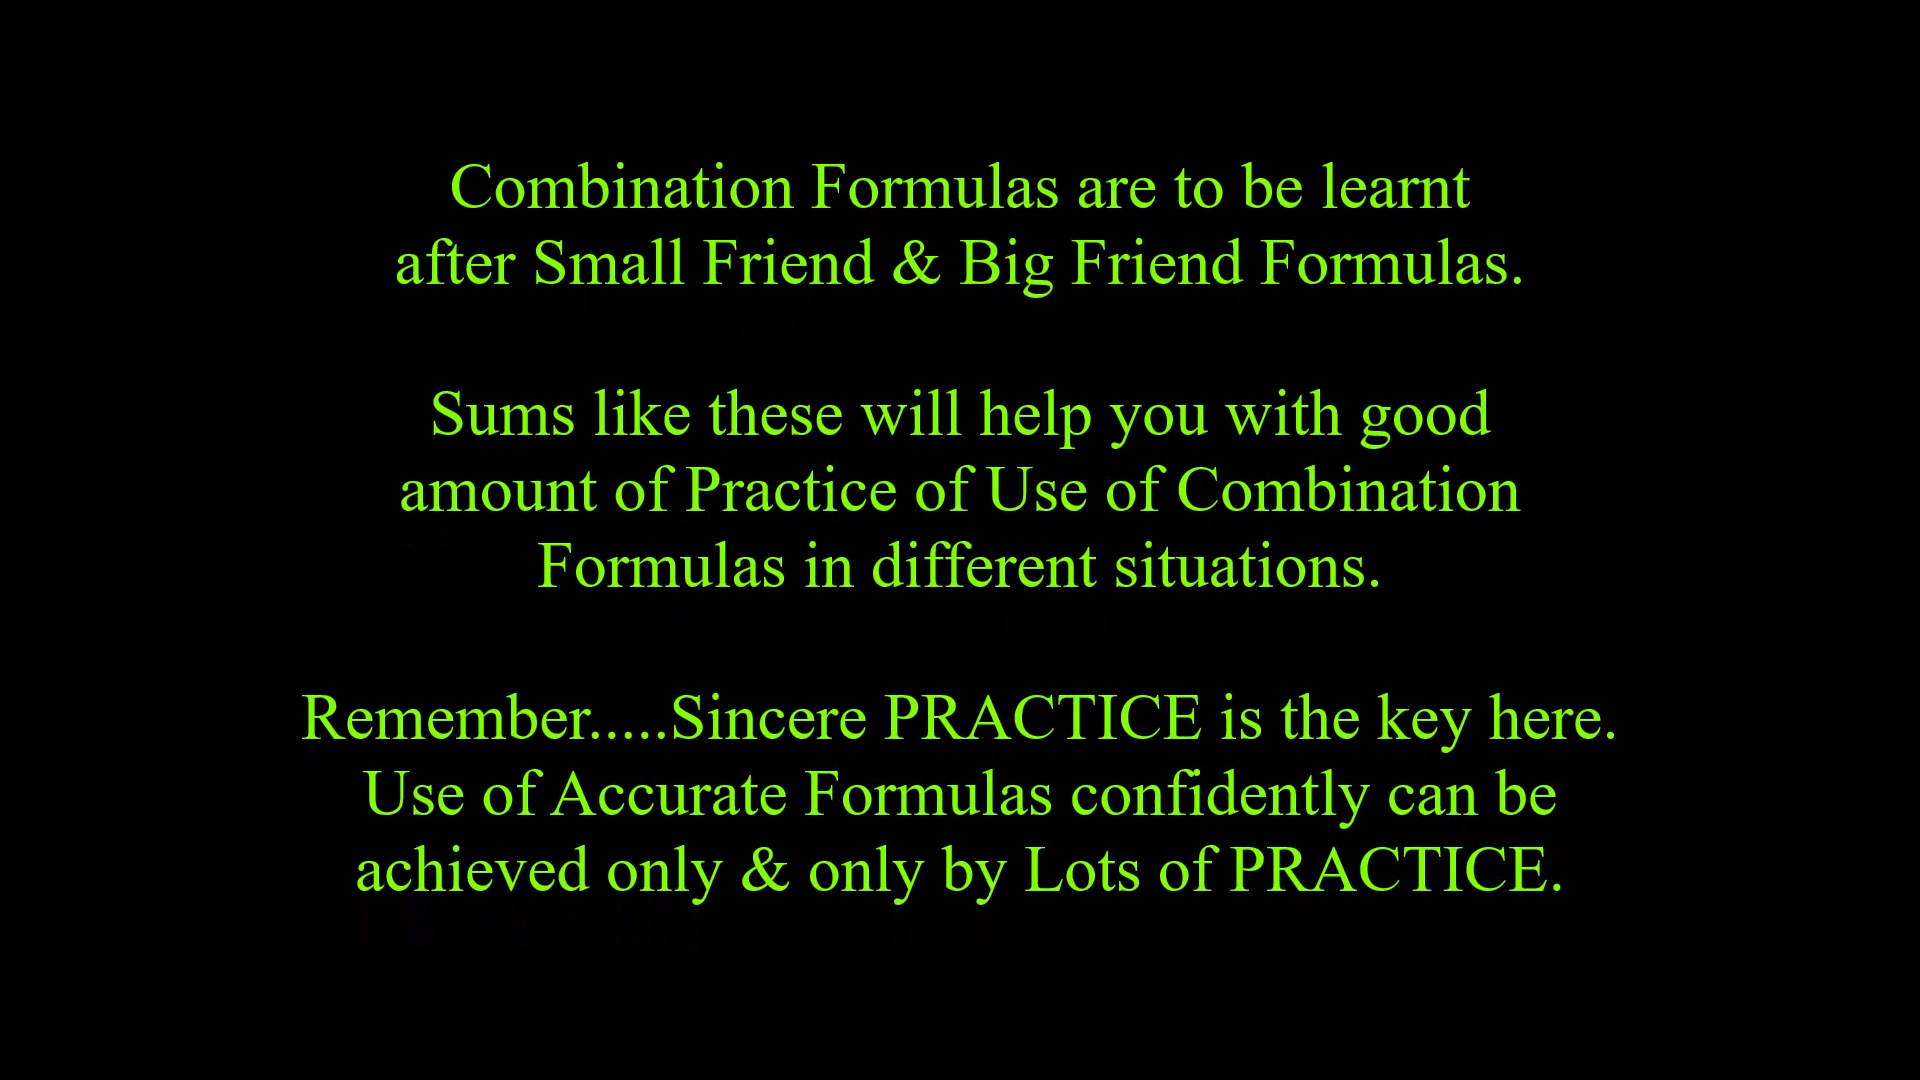 Combination Formulas are to be learnt
after Small Friend & Big Friend Formulas.
Sums like these will help you with good
amount of Practice of Use of Combination
Formulas in different situations.
Remember.....Sincere PRACTICE is the key here.
Use of Accurate Formulas confidently can be
achieved only & only by Lots of PRACTICE.